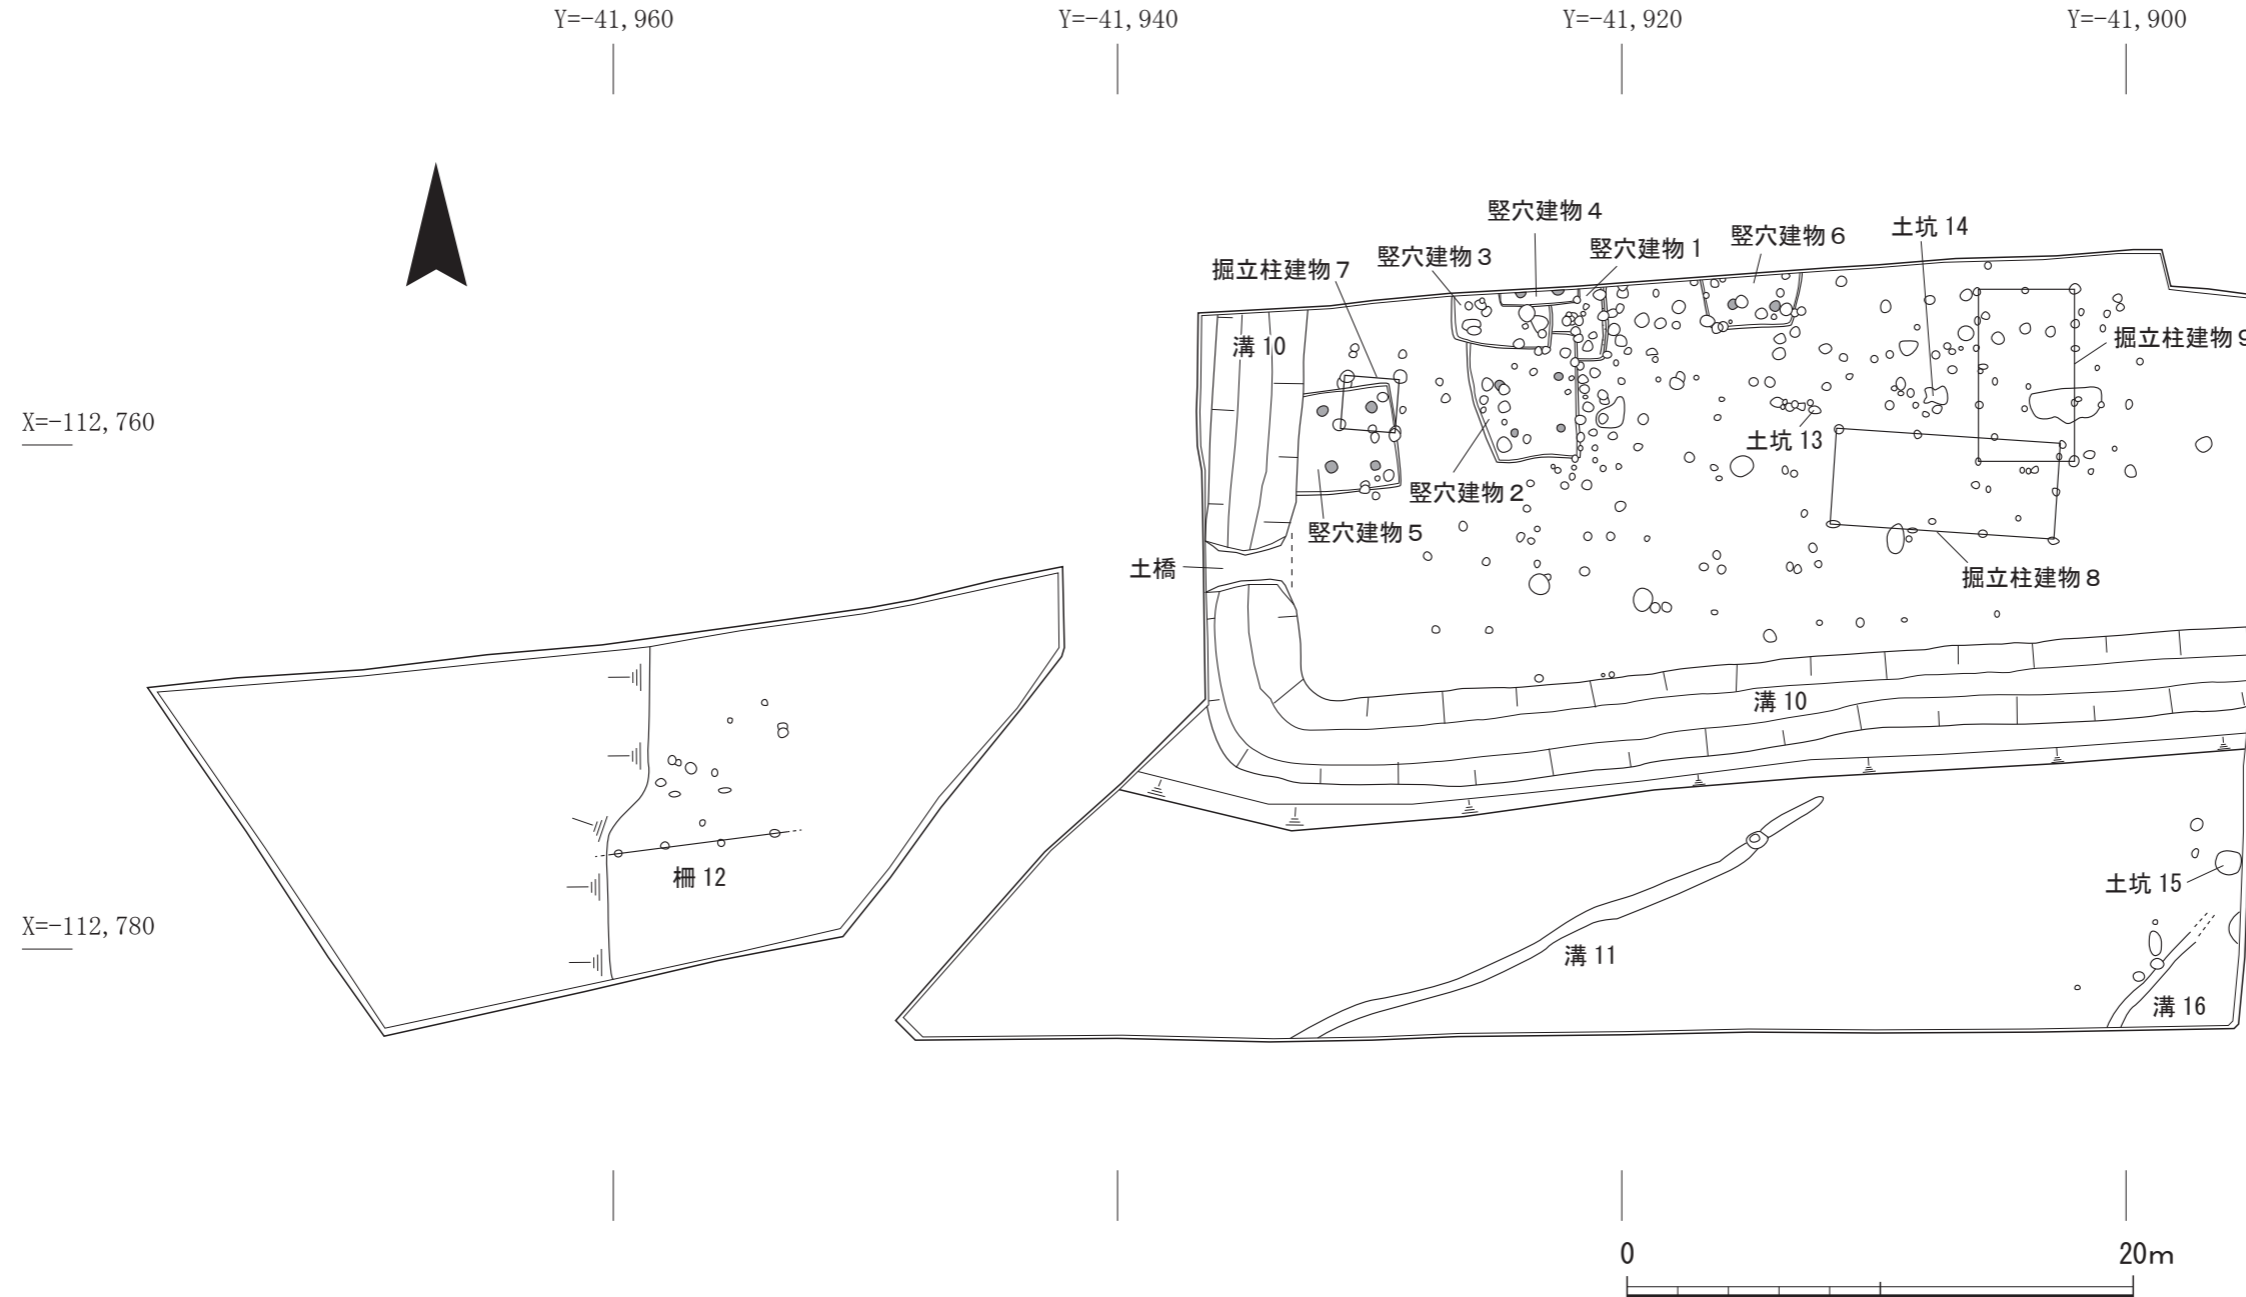 Y=-41,960
Y=-41,940
Y=-41,920
Y=-41,900
竪穴建物４
土坑 14
竪穴建物６
竪穴建物１
竪穴建物３
掘立柱建物７
溝 10
掘立柱建物９
X=-112,760
土坑 13
竪穴建物２
竪穴建物５
土橋
掘立柱建物８
溝 10
柵 12
土坑 15
X=-112,780
溝 11
溝 16
0
20m